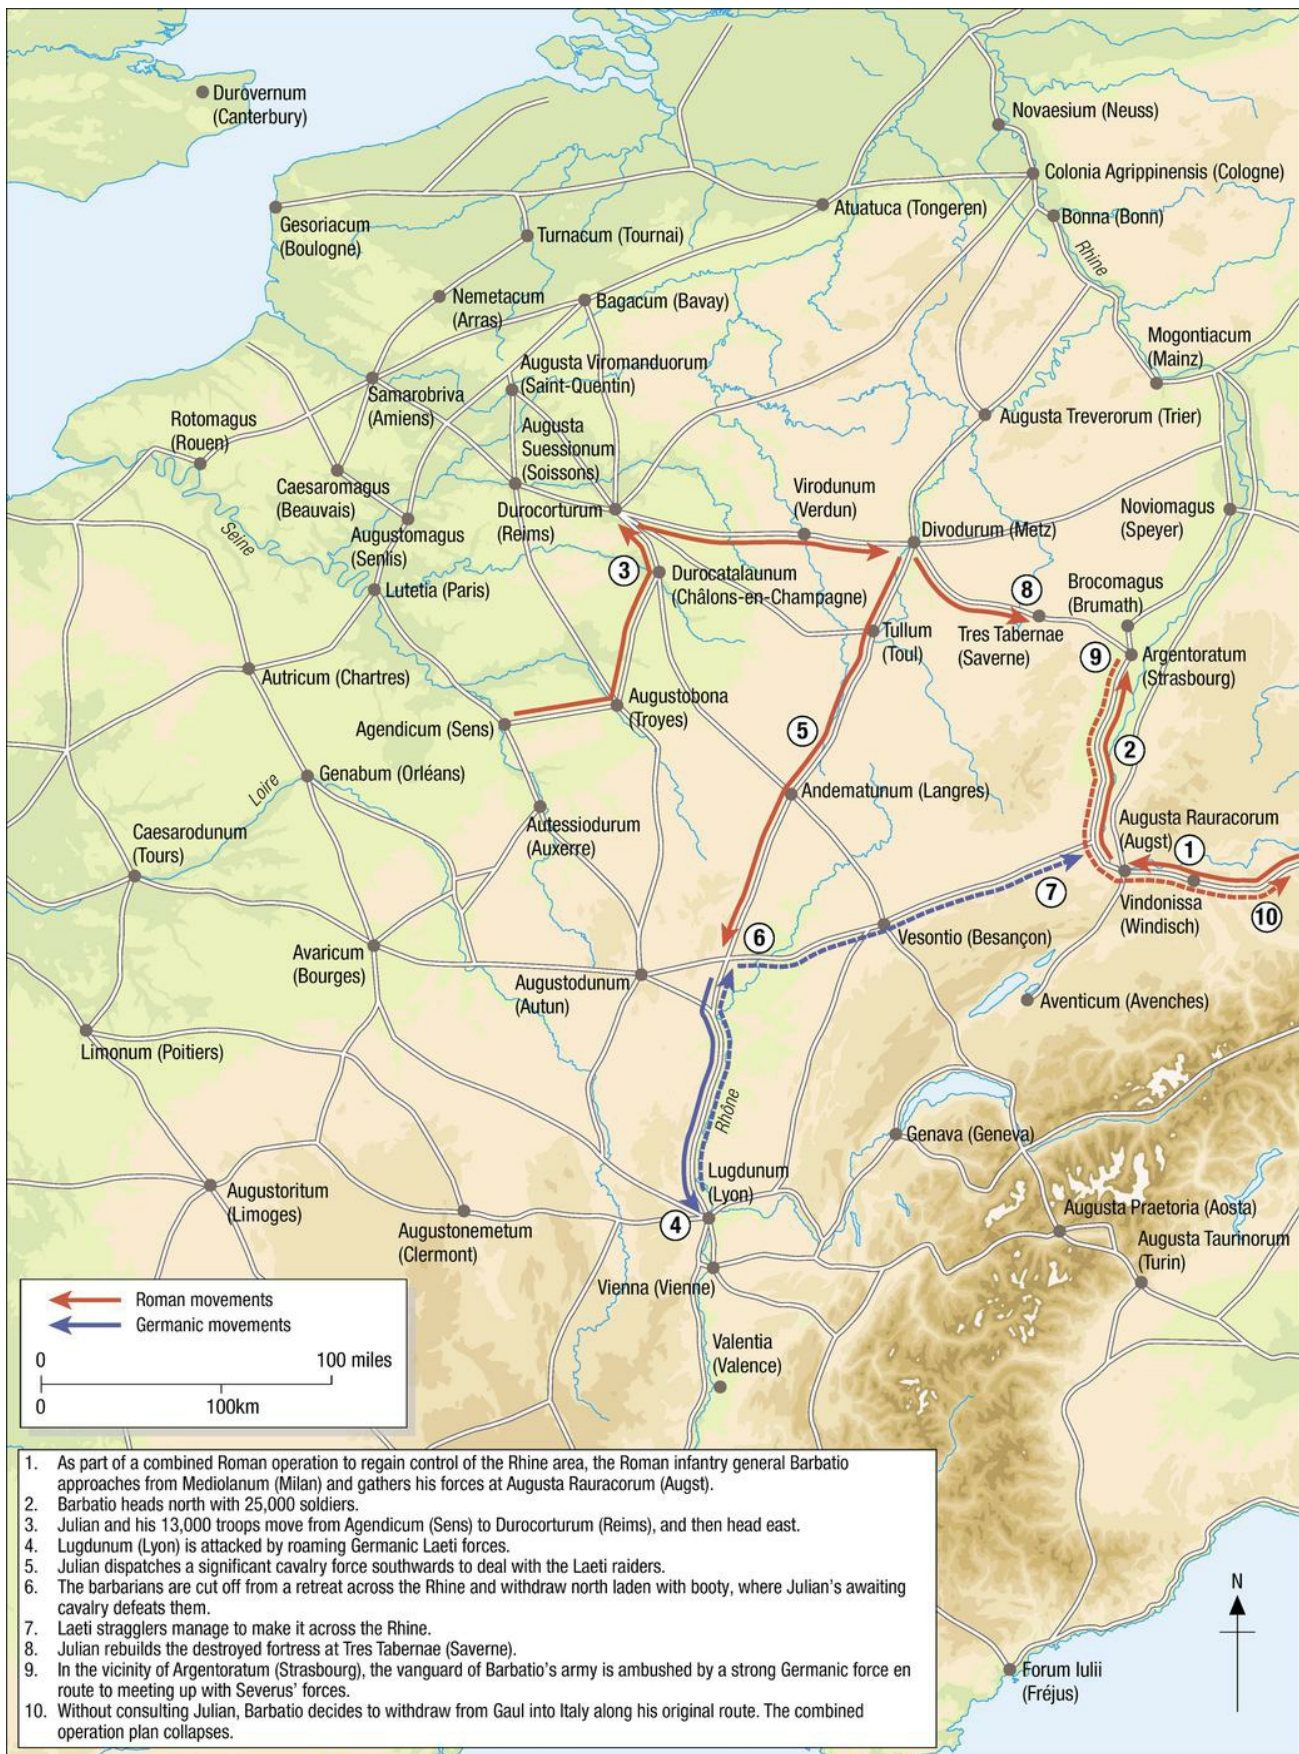 Durovernum
(Canterbury)
Novaesium (Neuss)
Colonia Agrippinensis (Cologne)
Gesoriacum
(Boulogne)
Atuatuca (Tongeren)
Bonna (Bonn)
Turnacum (Tournai)
Rhine
Nemetacum
(Arras)
Bagacum (Bavay)
Mogontiacum
(Mainz)
Augusta Viromanduorum
(Saint-Quentin)
Samarobriva
(Amiens)
Rotomagus
(Rouen)
Augusta
Suessionum
(Soissons)
Augusta Treverorum (Trier)
Caesaromagus
(Beauvais)
Durocorturum
(Reims)
Virodunum
(Verdun)
Noviomagus
(Speyer)
Seine
Augustomagus
(Senlis)
Divodurum (Metz)
3
Durocatalaunum
(Châlons-en-Champagne)
8
Brocomagus
(Brumath)
Lutetia (Paris)
Tullum
(Toul)
Tres Tabernae
(Saverne)
9
Argentoratum
(Strasbourg)
Autricum (Chartres)
Augustobona
(Troyes)
Agendicum (Sens)
5
2
Genabum (Orléans)
Loire
Andematunum (Langres)
Caesarodunum
(Tours)
Autessiodurum
(Auxerre)
Augusta Rauracorum
(Augst)
1
7
Vindonissa
(Windisch)
10
6
Vesontio (Besançon)
Avaricum
(Bourges)
Augustodunum
(Autun)
Aventicum (Avenches)
Limonum (Poitiers)
Rhône
Genava (Geneva)
Lugdunum
(Lyon)
Augustoritum
(Limoges)
4
Augustonemetum
(Clermont)
Augusta Praetoria (Aosta)
Augusta Taurinorum
(Turin)
Vienna (Vienne)
Valentia
(Valence)
Roman movements
Germanic movements
0 100 miles
0 100km
1. As part of a combined Roman operation to regain control of the Rhine area, the Roman infantry general Barbatio
approaches from Mediolanum (Milan) and gathers his forces at Augusta Rauracorum (Augst).
2. Barbatio heads north with 25,000 soldiers.
3. Julian and his 13,000 troops move from Agendicum (Sens) to Durocorturum (Reims), and then head east.
4. Lugdunum (Lyon) is attacked by roaming Germanic Laeti forces.
5. Julian dispatches a significant cavalry force southwards to deal with the Laeti raiders.
6. The barbarians are cut off from a retreat across the Rhine and withdraw north laden with booty, where Julian's awaiting
cavalry defeats them.
7. Laeti stragglers manage to make it across the Rhine.
8. Julian rebuilds the destroyed fortress at Tres Tabernae (Saverne).
9. In the vicinity of Argentoratum (Strasbourg), the vanguard of Barbatio's army is ambushed by a strong Germanic force en
route to meeting up with Severus' forces.
10. Without consulting Julian, Barbatio decides to withdraw from Gaul into Italy along his original route. The combined
operation plan collapses.
N
Forum Iulii
(Fréjus)